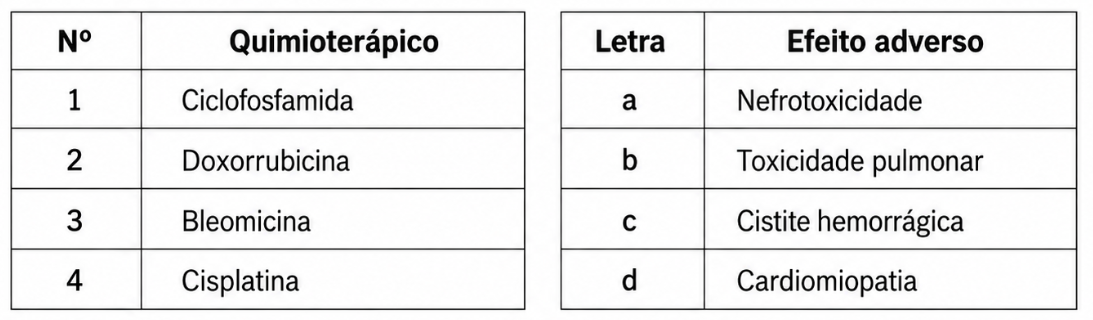 Nº Quimioterápico
1 Ciclofosfamida
2 Doxorrubicina
3 Bleomicina
4 Cisplatina
Letra Efeito adverso
a Nefrotoxicidade
b Toxicidade pulmonar
c Cistite hemorrágica
d Cardiomiopatia